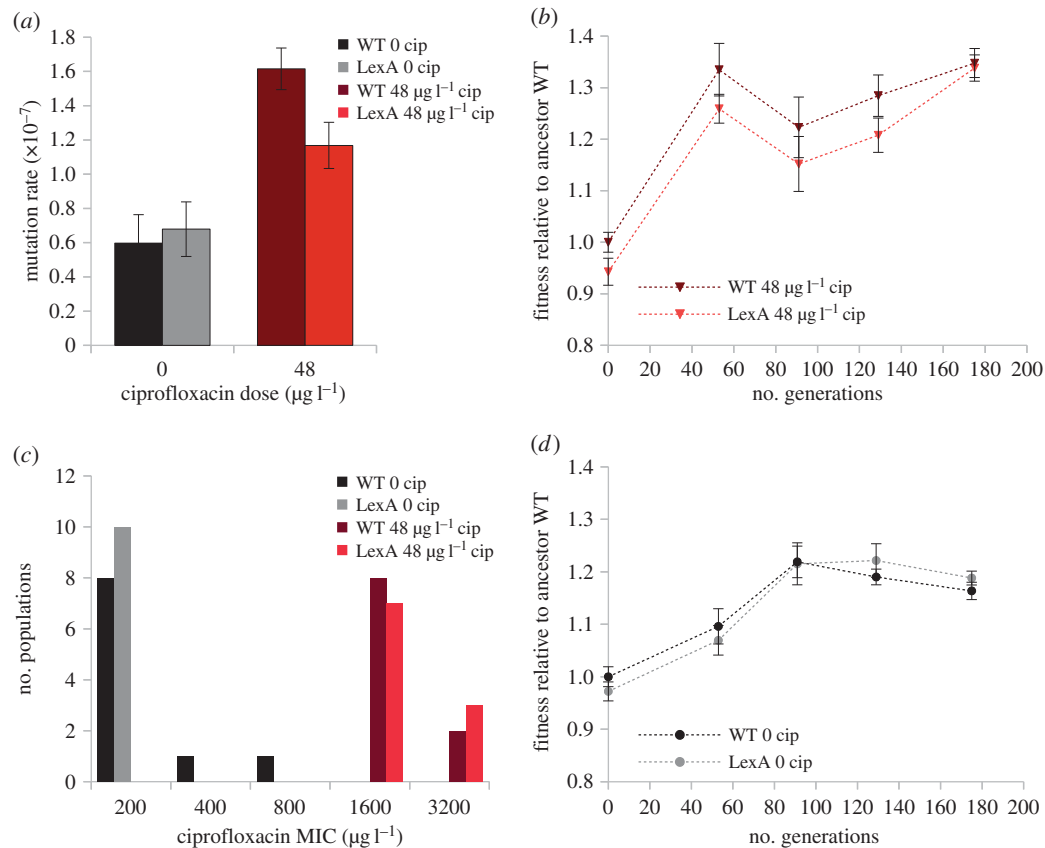 (a)
1.8
1.6
1.4
1.2
1.0
0.8
0.6
0.4
0.2
0
mutation rate (×10⁻⁷)
WT 0 cip
LexA 0 cip
WT 48 µg l⁻¹ cip
LexA 48 µg l⁻¹ cip
0 48
ciprofloxacin dose (µg l⁻¹)
(b)
1.4
1.3
1.2
1.1
1.0
0.9
0.8
fitness relative to ancestor WT
WT 48 µg l⁻¹ cip
LexA 48 µg l⁻¹ cip
0 20 40 60 80 100 120 140 160 180 200
no. generations
(c)
12
10
8
6
4
2
0
no. populations
WT 0 cip
LexA 0 cip
WT 48 µg l⁻¹ cip
LexA 48 µg l⁻¹ cip
200 400 800 1600 3200
ciprofloxacin MIC (µg l⁻¹)
(d)
1.4
1.3
1.2
1.1
1.0
0.9
0.8
fitness relative to ancestor WT
WT 0 cip
LexA 0 cip
0 20 40 60 80 100 120 140 160 180 200
no. generations